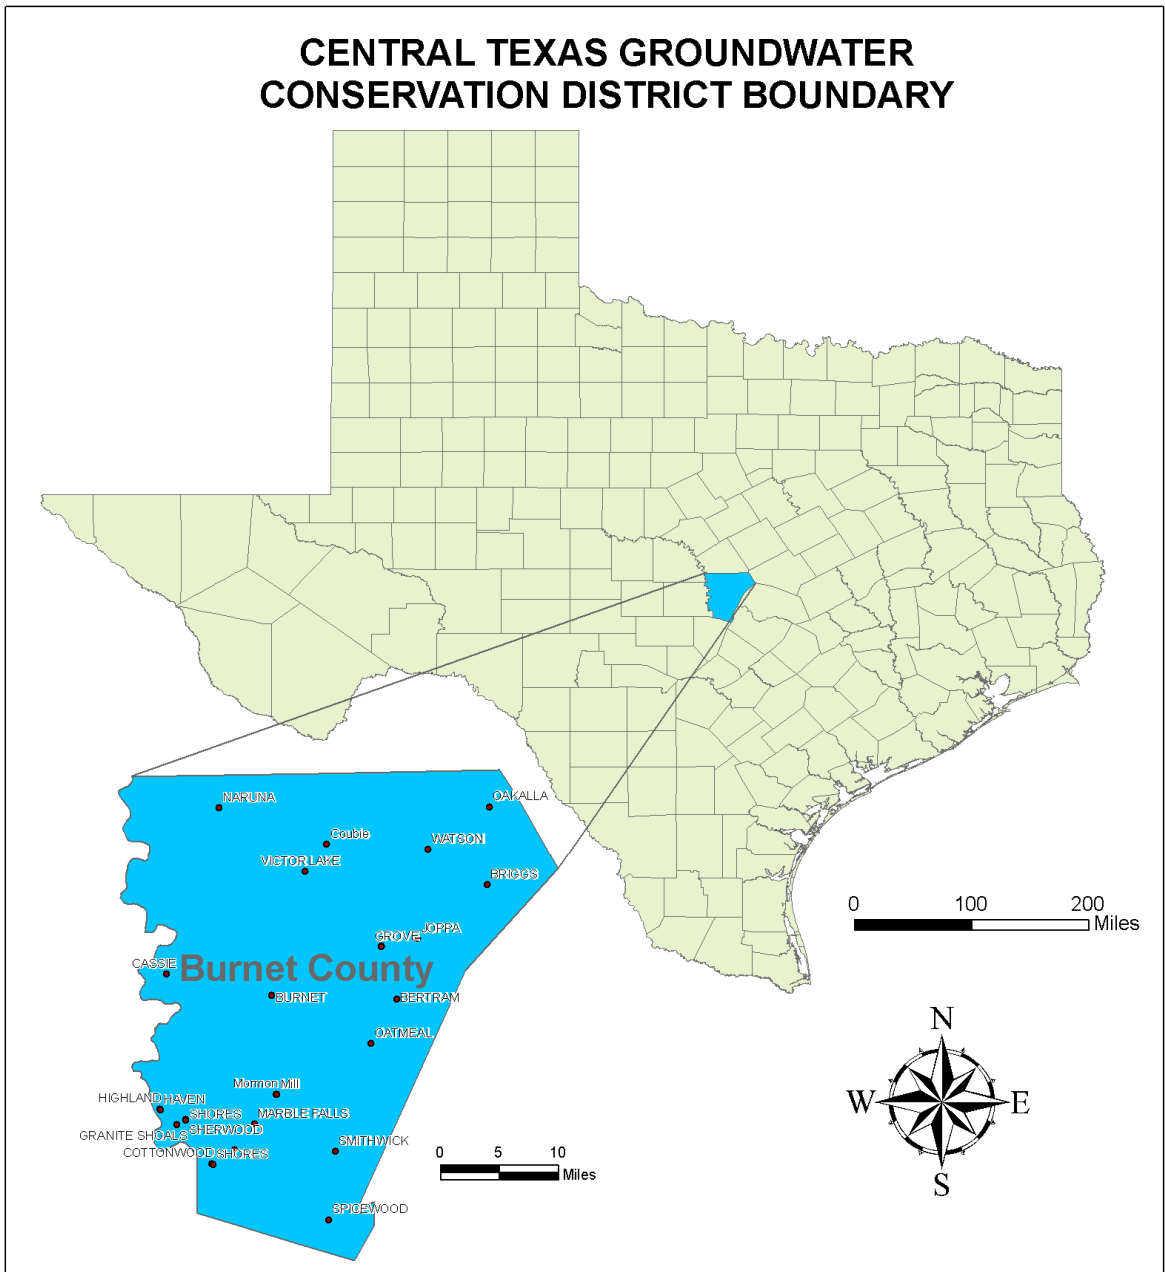 CENTRAL TEXAS GROUNDWATER
CONSERVATION DISTRICT BOUNDARY
NARUNA
OAKALLA
Couble
WATSON
VICTOR LAKE
BRIGGS
JOPPA
GROVE
CASSIE
Burnet County
BURNET
BERTRAM
OATMEAL
Mormon Mill
HIGHLAND HAVEN
SHORES
MARBLE FALLS
GRANITE SHOALS
SHERWOOD
SMITHWICK
COTTONWOOD SHORES
SPICEWOOD
0 5 10
Miles
0 100 200
Miles
N
W E
S